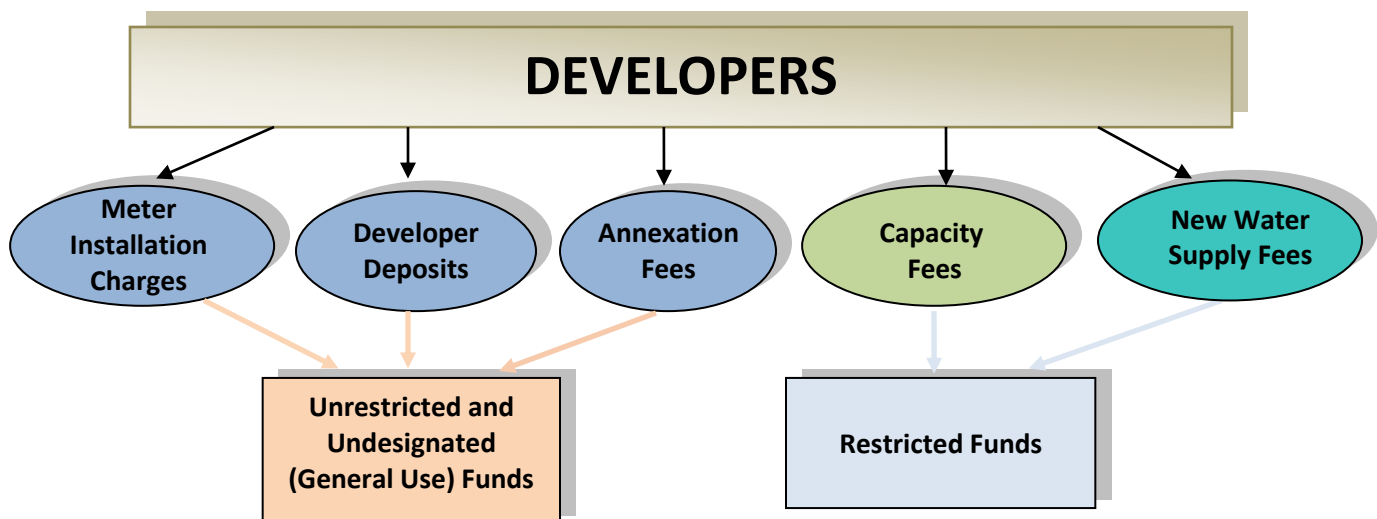 DEVELOPERS
Meter
Installation
Charges
Developer
Deposits
Annexation
Fees
Capacity
Fees
New Water
Supply Fees
Unrestricted and
Undesignated
(General Use) Funds
Restricted Funds